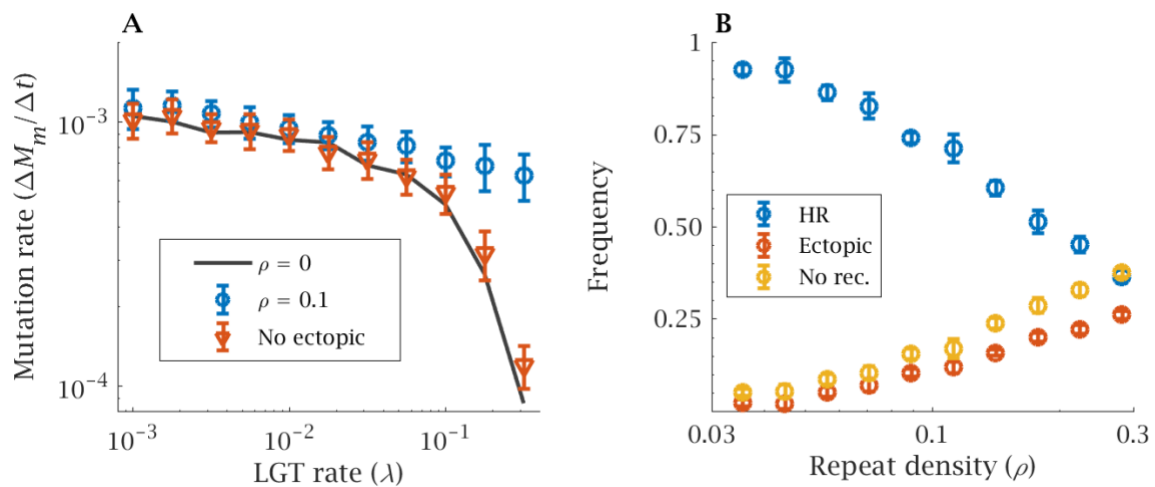 A
Mutation rate (ΔM_m/Δt)
10^-3
10^-4
ρ = 0
ρ = 0.1
No ectopic
10^-3
10^-2
10^-1
LGT rate (λ)
B
Frequency
1
0.75
0.50
0.25
HR
Ectopic
No rec.
0.03
0.1
0.3
Repeat density (ρ)